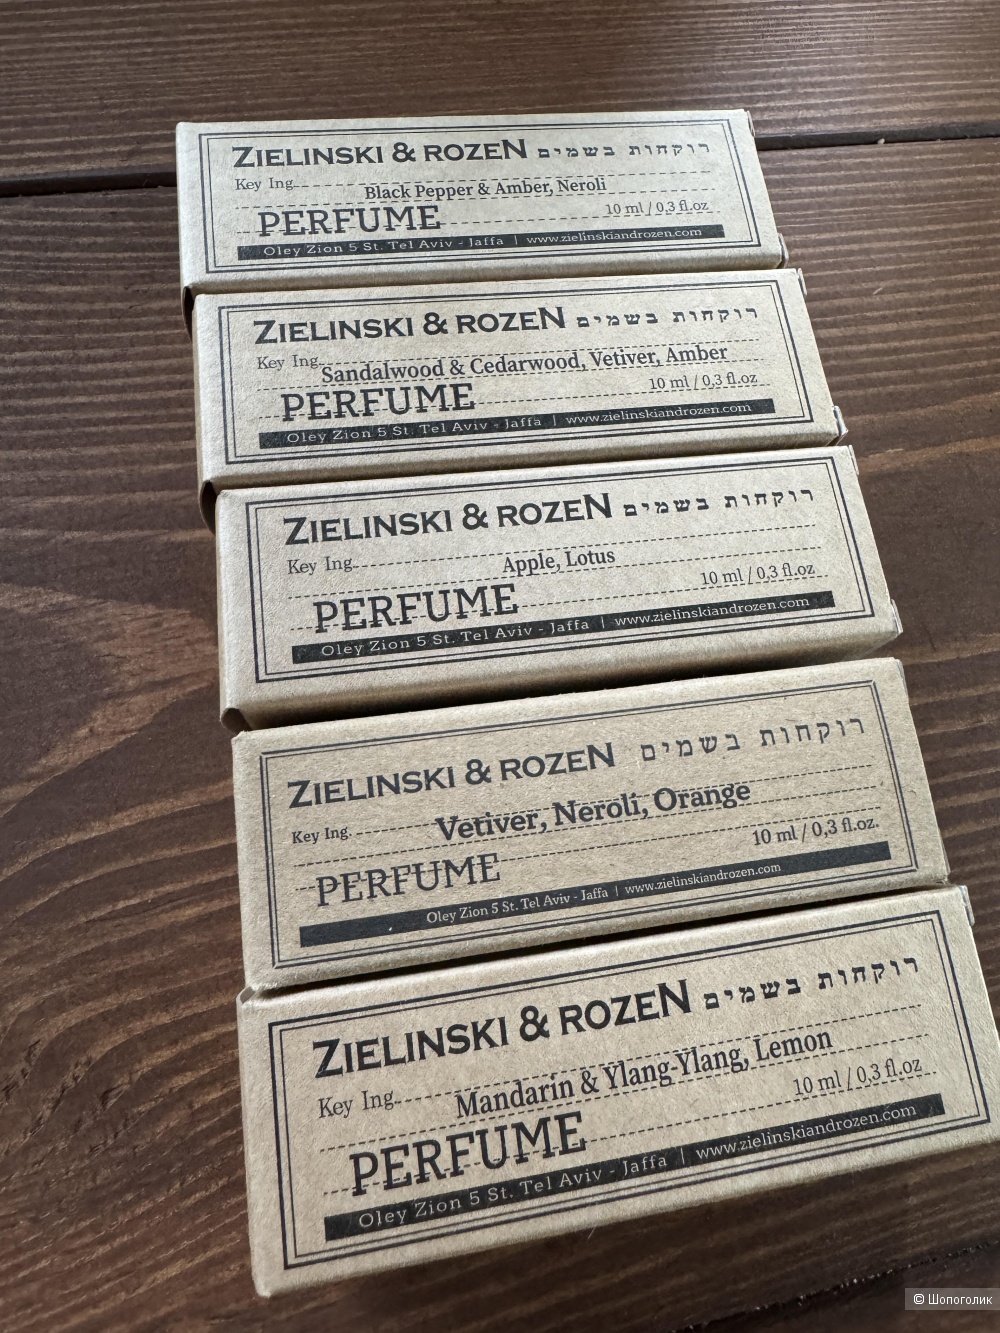 ZIELINSKI & ROZEN רוקחות בשמים
Key Ing. Black Pepper & Amber, Neroli
PERFUME 10 ml / 0,3 fl.oz
Oley Zion 5 St. Tel Aviv - Jaffa | www.zielinskiandrozen.com
ZIELINSKI & ROZEN רוקחות בשמים
Key Ing. Sandalwood & Cedarwood, Vetiver, Amber
PERFUME 10 ml / 0,3 fl.oz
Oley Zion 5 St. Tel Aviv - Jaffa | www.zielinskiandrozen.com
ZIELINSKI & ROZEN רוקחות בשמים
Key Ing. Apple, Lotus
PERFUME 10 ml / 0,3 fl.oz
Oley Zion 5 St. Tel Aviv - Jaffa | www.zielinskiandrozen.com
ZIELINSKI & ROZEN רוקחות בשמים
Key Ing. Vetiver, Neroli, Orange
PERFUME 10 ml / 0,3 fl.oz.
Oley Zion 5 St. Tel Aviv - Jaffa | www.zielinskiandrozen.com
ZIELINSKI & ROZEN רוקחות בשמים
Key Ing. Mandarin & Ylang-Ylang, Lemon
PERFUME 10 ml / 0,3 fl.oz
Oley Zion 5 St. Tel Aviv - Jaffa | www.zielinskiandrozen.com
© Шопоголик